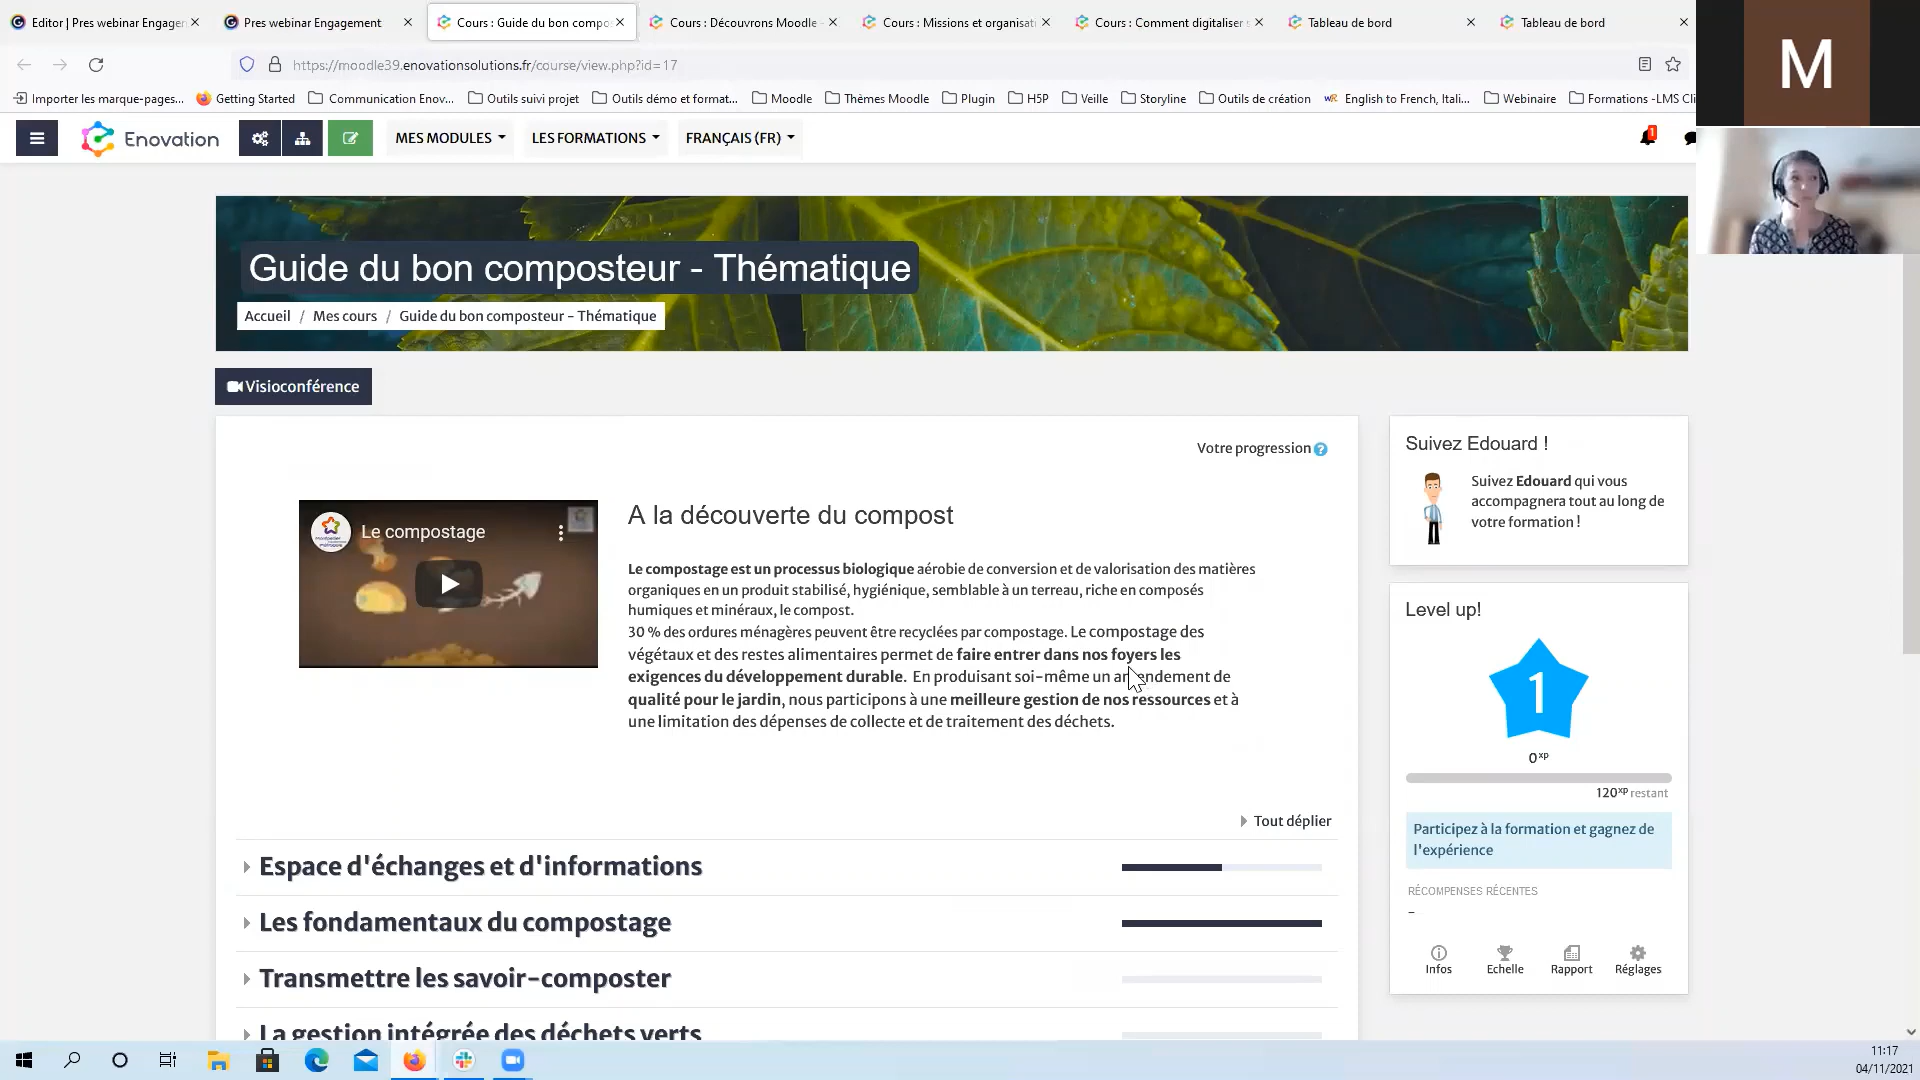 Editor | Pres webinar Engager
Pres webinar Engagement
Cours : Guide du bon compos
Cours : Découvrons Moodle -
Cours : Missions et organisati
Cours : Comment digitaliser s
Tableau de bord
Tableau de bord
https://moodle39.enovationsolutions.fr/course/view.php?id=17
Importer les marque-pages...
Getting Started
Communication Enov...
Outils suivi projet
Outils démo et format...
Moodle
Thèmes Moodle
Plugin
H5P
Veille
Storyline
Outils de création
English to French, Itali...
Webinaire
Formations -LMS Cli
M
Enovation
MES MODULES
LES FORMATIONS
FRANÇAIS (FR)
1
Guide du bon composteur - Thématique
Accueil / Mes cours / Guide du bon composteur - Thématique
Visioconférence
Votre progression
Le compostage
A la découverte du compost
Le compostage est un processus biologique aérobie de conversion et de valorisation des matières
organiques en un produit stabilisé, hygiénique, semblable à un terreau, riche en composés
humiques et minéraux, le compost.
30 % des ordures ménagères peuvent être recyclées par compostage. Le compostage des
végétaux et des restes alimentaires permet de faire entrer dans nos foyers les
exigences du développement durable. En produisant soi-même un amendement de
qualité pour le jardin, nous participons à une meilleure gestion de nos ressources et à
une limitation des dépenses de collecte et de traitement des déchets.
Tout déplier
Espace d'échanges et d'informations
Les fondamentaux du compostage
Transmettre les savoir-composter
La gestion intégrée des déchets verts
Suivez Edouard !
Suivez Edouard qui vous
accompagnera tout au long de
votre formation !
Level up!
1
0xp
120xp restant
Participez à la formation et gagnez de
l'expérience
RÉCOMPENSES RÉCENTES
-
Infos
Echelle
Rapport
Réglages
11:17
04/11/2021